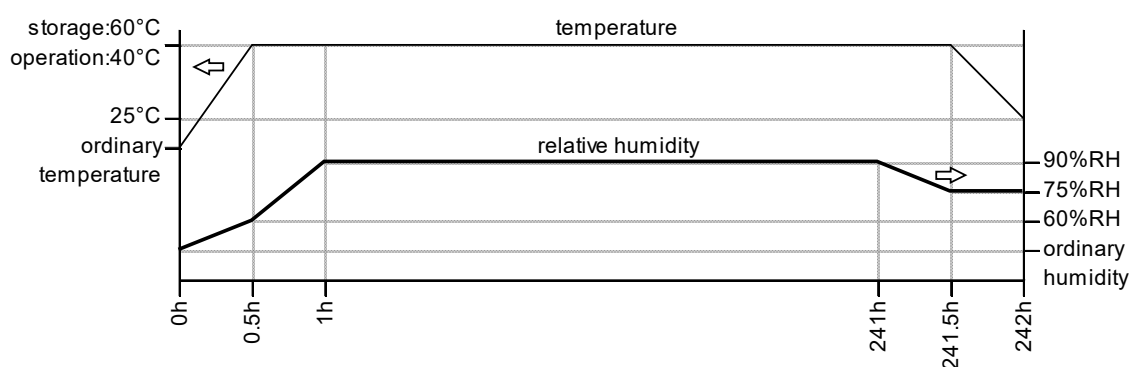 storage:60°C
operation:40°C
temperature
25°C
ordinary
temperature
relative humidity
90%RH
75%RH
60%RH
ordinary
humidity
0h
0.5h
1h
241h
241.5h
242h